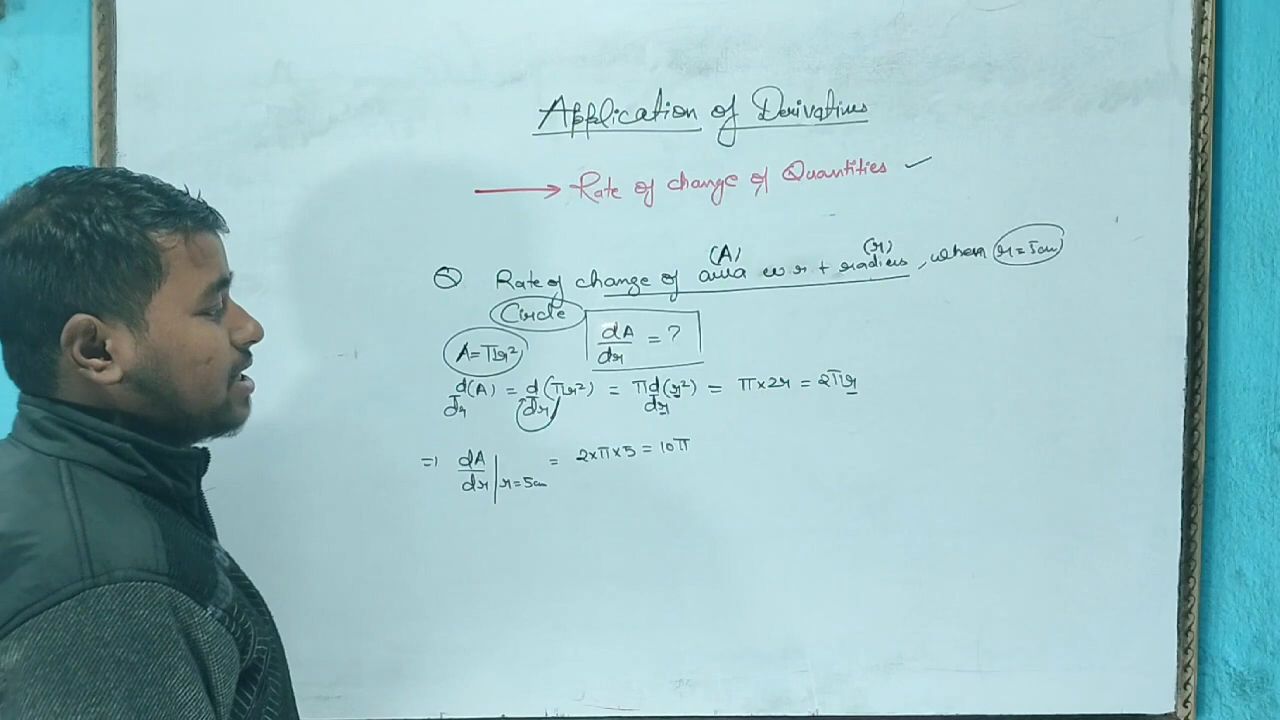 Application of Derivatives
→ Rate of change of Quantities ✓
(A) (r)
Q Rate of change of area w r t radius, when r = 5cm
Circle
dA/dr = ?
A = πr²
d/dr (A) = d/dr (πr²) = π d/dr (r²) = π × 2r = 2πr
⇒ dA/dr | r = 5cm = 2×π×5 = 10π